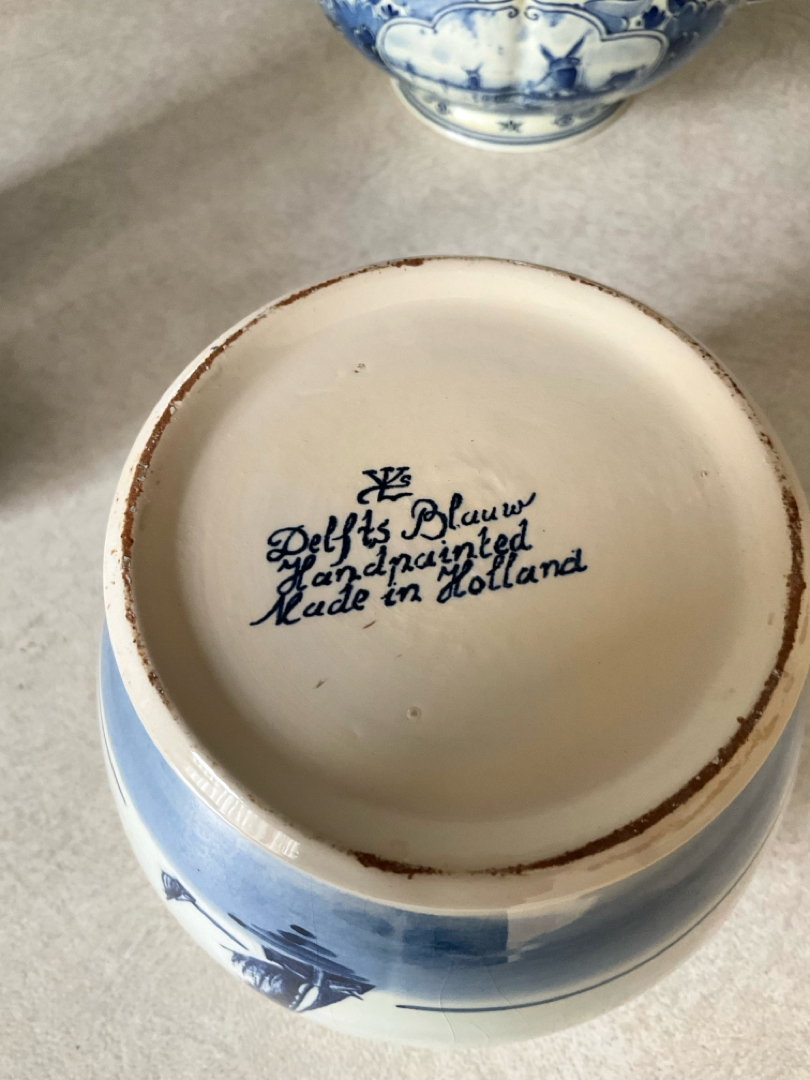 Delfts Blauw
Handpainted
Made in Holland